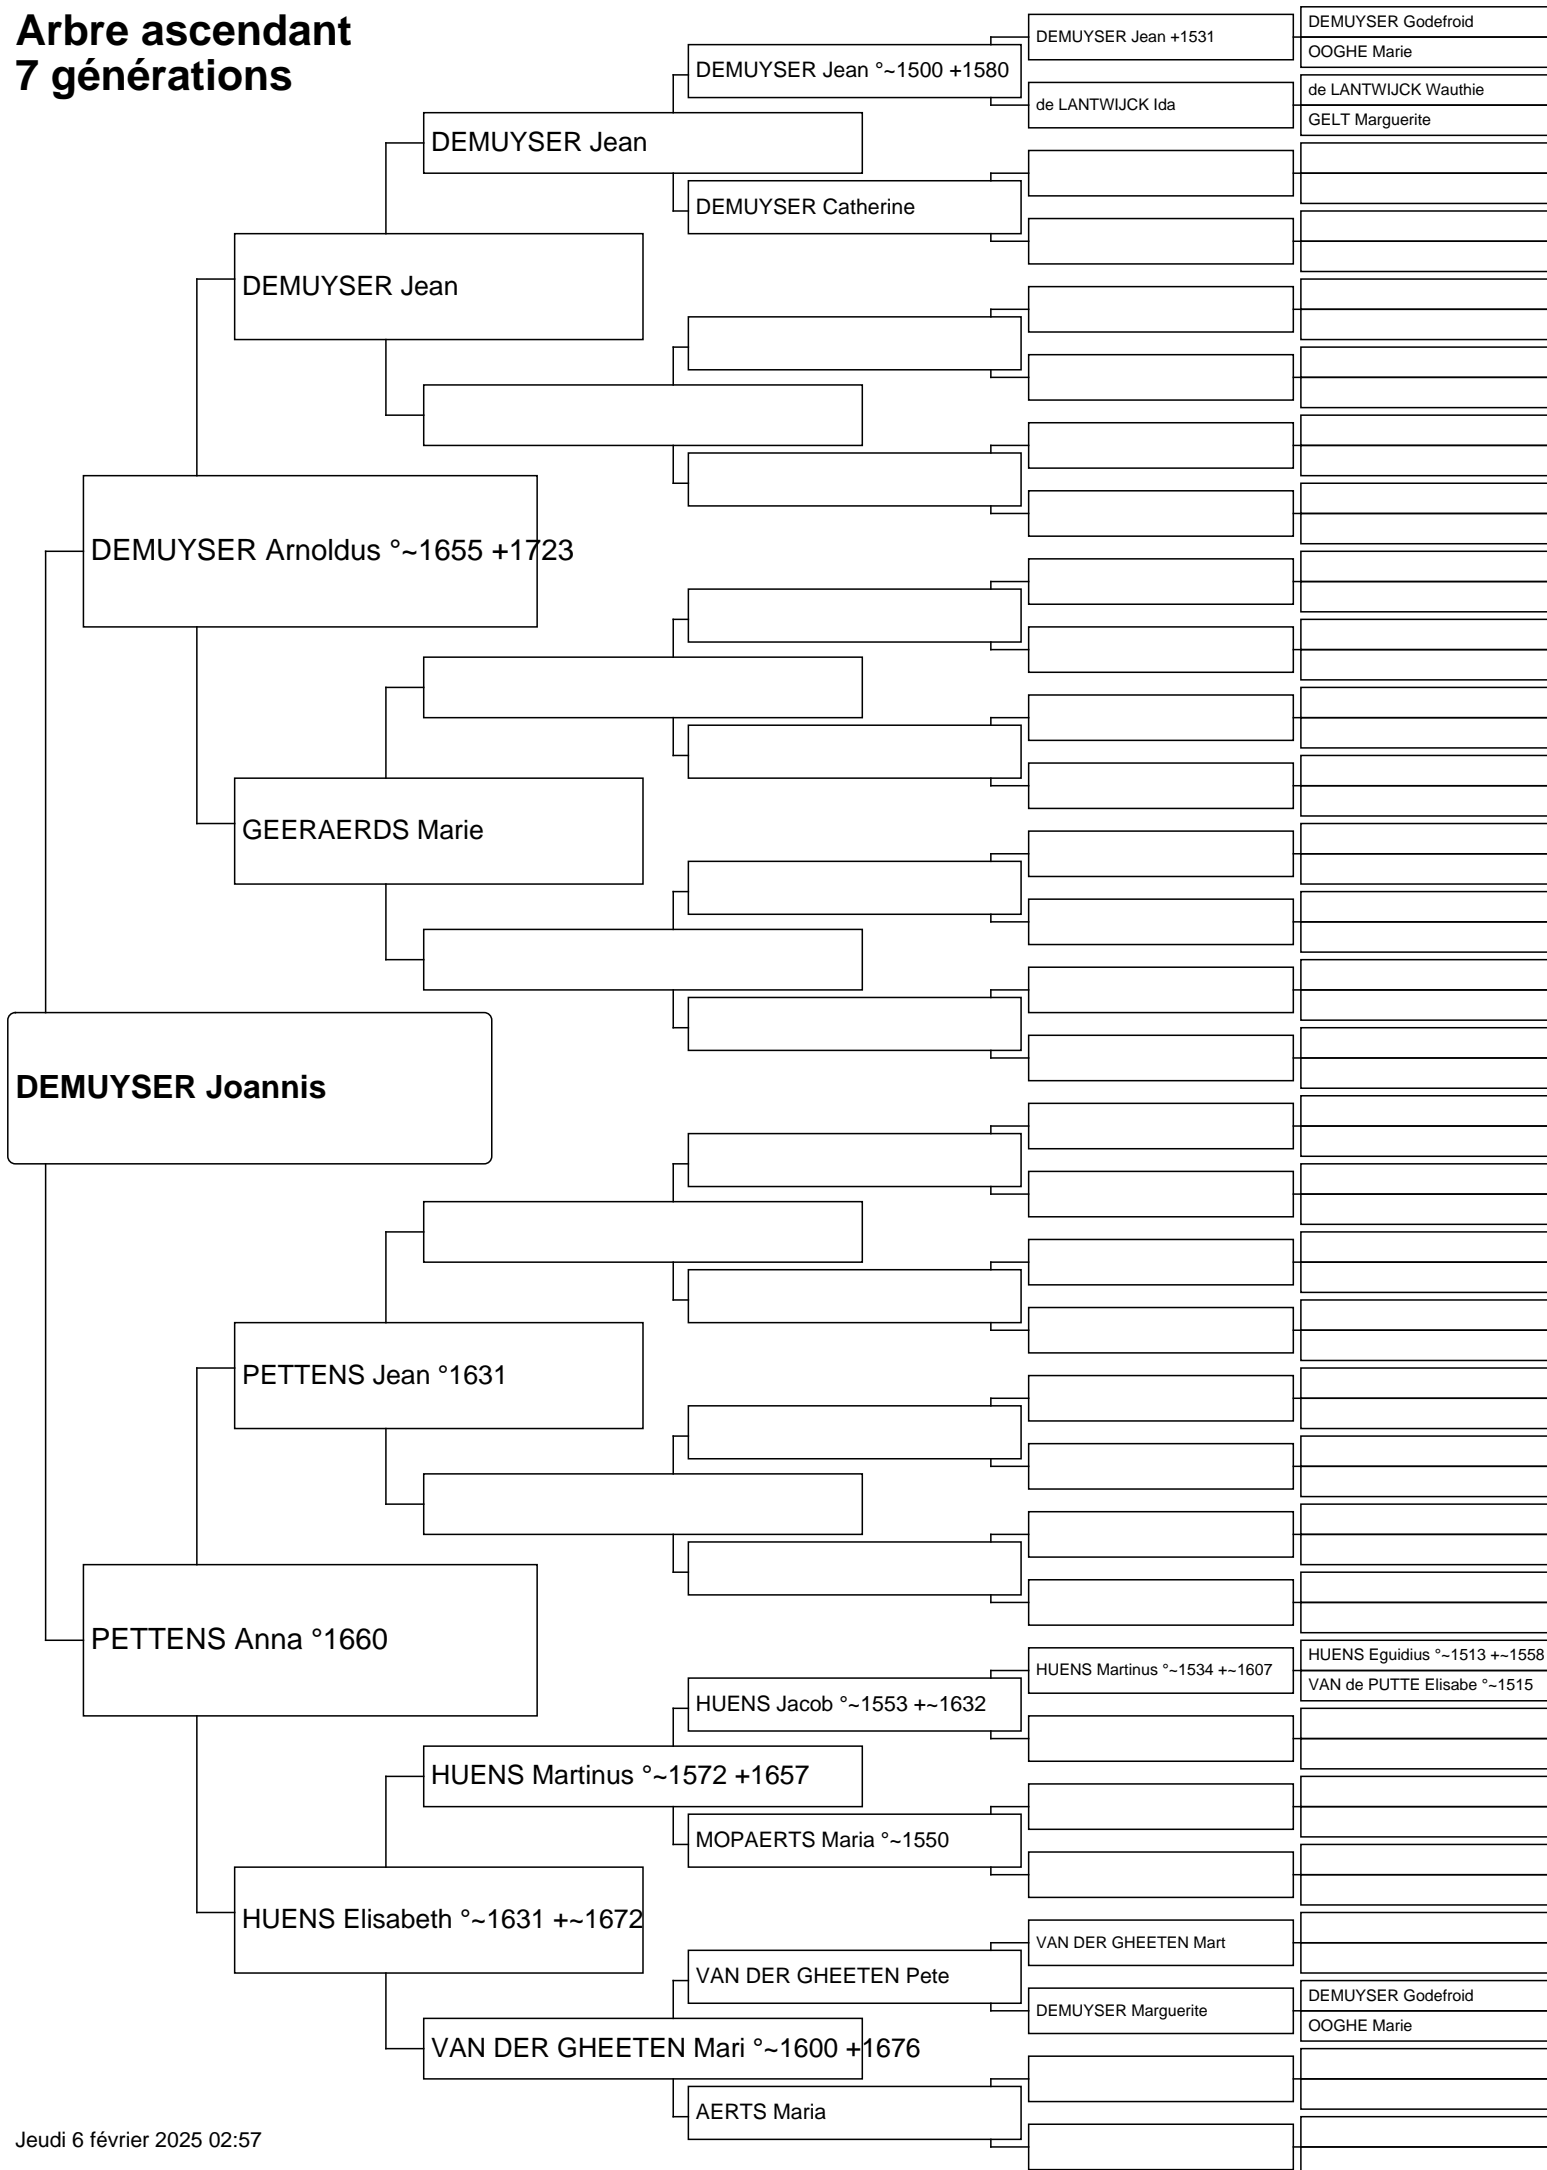 Arbre ascendant
7 générations
DEMUYSER Godefroid
DEMUYSER Jean +1531
OOGHE Marie
DEMUYSER Jean °~1500 +1580
de LANTWIJCK Wauthie
de LANTWIJCK Ida
GELT Marguerite
DEMUYSER Jean
DEMUYSER Catherine
DEMUYSER Jean
DEMUYSER Arnoldus °~1655 +1723
GEERAERDS Marie
DEMUYSER Joannis
PETTENS Jean °1631
PETTENS Anna °1660
HUENS Eguidius °~1513 +~1558
HUENS Martinus °~1534 +~1607
VAN de PUTTE Elisabe °~1515
HUENS Jacob °~1553 +~1632
HUENS Martinus °~1572 +1657
MOPAERTS Maria °~1550
HUENS Elisabeth °~1631 +~1672
VAN DER GHEETEN Mart
VAN DER GHEETEN Pete
DEMUYSER Godefroid
DEMUYSER Marguerite
OOGHE Marie
VAN DER GHEETEN Mari °~1600 +1676
AERTS Maria
Jeudi 6 février 2025 02:57